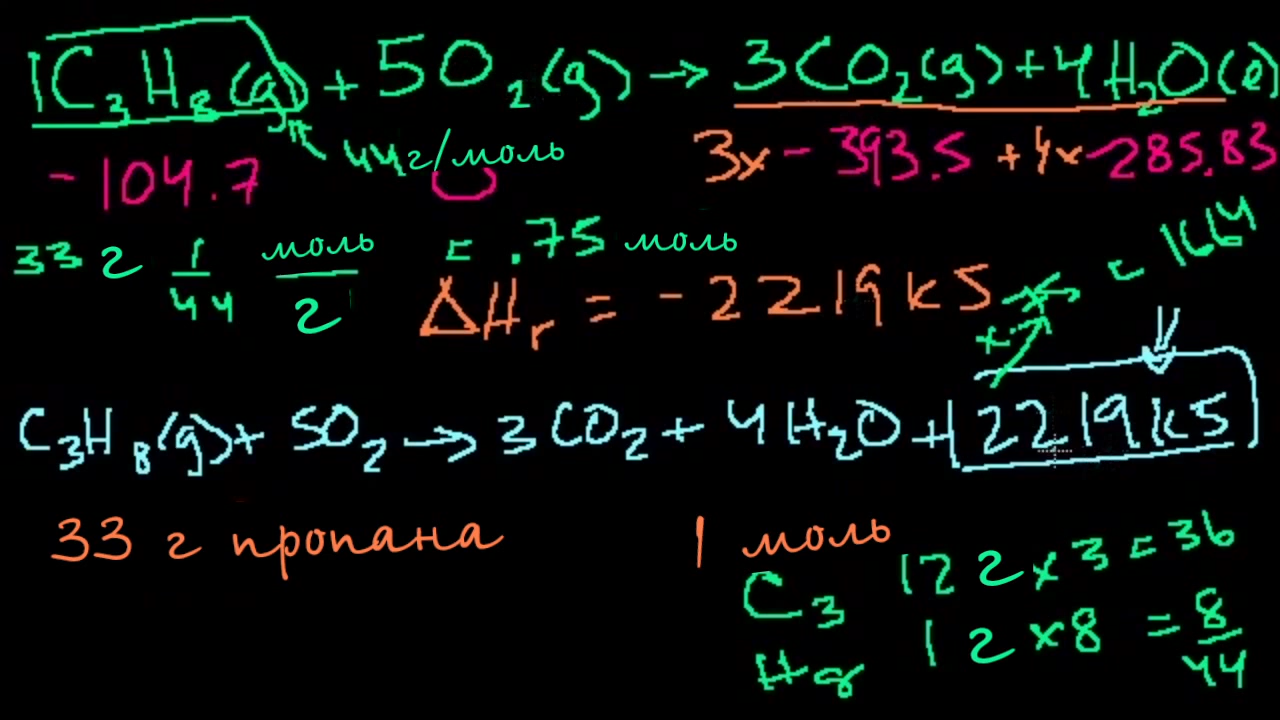 1C₃H₈(g) + 5O₂(g) → 3CO₂(g) + 4H₂O(l)
44г/моль
-104.7 3x -393.5 + 4x -285.83
33 г 1/44 моль/г = .75 моль
x .75 = 1664
ΔHr = -2219 kJ
C₃H₈(g) + 5O₂ → 3CO₂ + 4H₂O + 2219 kJ
33 г пропана 1 моль
C₃ 12 г x 3 = 36
H₈ 1 г x 8 = 8
44